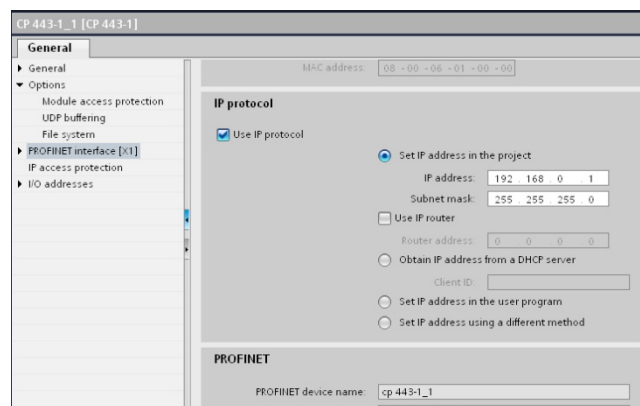 CP 443-1_1 [CP 443-1]
General
General
Options
Module access protection
UDP buffering
File system
PROFINET interface [X1]
IP access protection
I/O addresses
MAC address: 08 - 00 - 06 - 01 - 00 - 00
IP protocol
Use IP protocol
Set IP address in the project
IP address: 192 . 168 . 0 . 1
Subnet mask: 255 . 255 . 255 . 0
Use IP router
Router address: 0 . 0 . 0 . 0
Obtain IP address from a DHCP server
Client ID:
Set IP address in the user program
Set IP address using a different method
PROFINET
PROFINET device name: cp 443-1_1